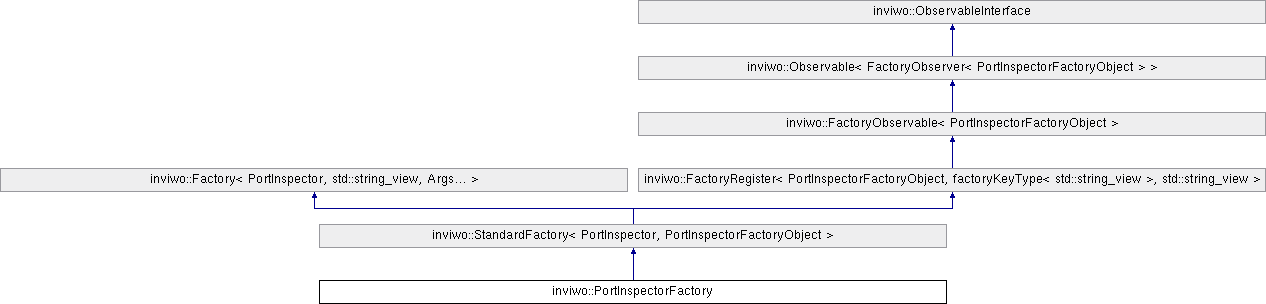 inviwo::ObservableInterface
inviwo::Observable< FactoryObserver< PortInspectorFactoryObject > >
inviwo::FactoryObservable< PortInspectorFactoryObject >
inviwo::Factory< PortInspector, std::string_view, Args... >
inviwo::FactoryRegister< PortInspectorFactoryObject, factoryKeyType< std::string_view >, std::string_view >
inviwo::StandardFactory< PortInspector, PortInspectorFactoryObject >
inviwo::PortInspectorFactory